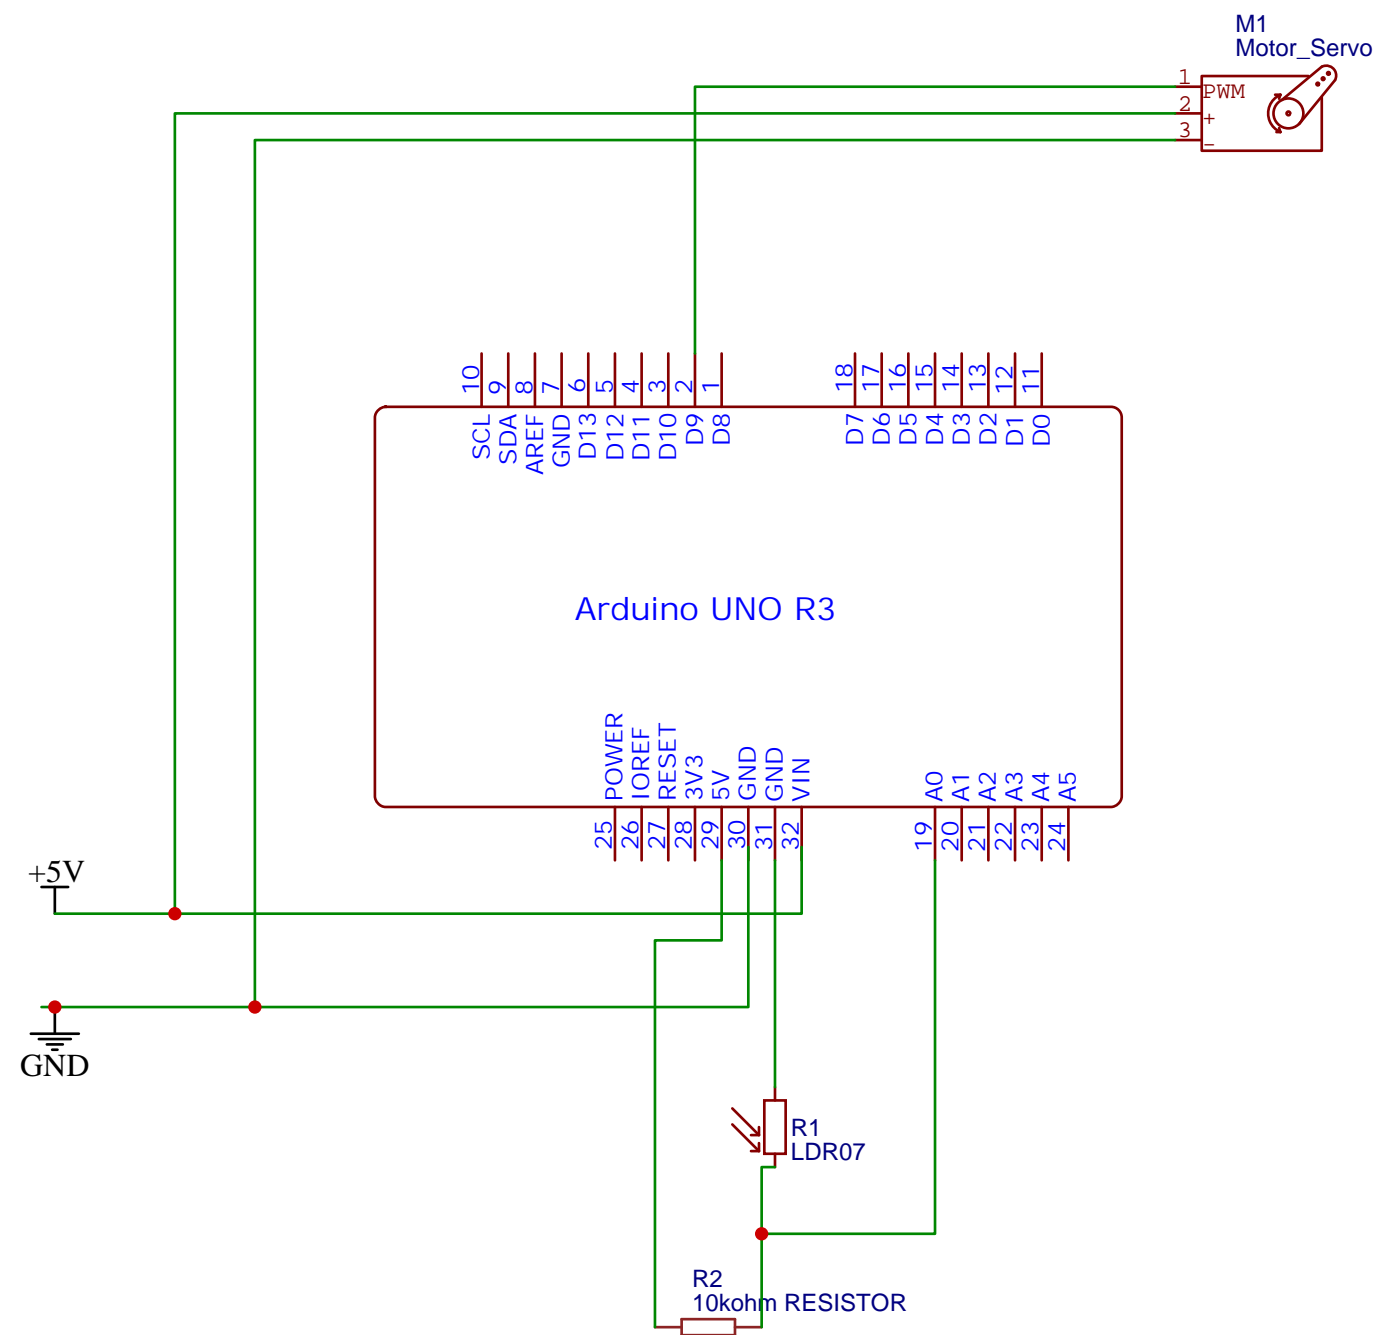 M1
Motor_Servo
1
PWM
2
+
3
-
10 9 8 7 6 5 4 3 2 1 18 17 16 15 14 13 12 11
SCL SDA AREF GND D13 D12 D11 D10 D9 D8 D7 D6 D5 D4 D3 D2 D1 D0
Arduino UNO R3
POWER IOREF RESET 3V3 5V GND GND VIN A0 A1 A2 A3 A4 A5
25 26 27 28 29 30 31 32 19 20 21 22 23 24
+5V
GND
R1
LDR07
R2
10kohm RESISTOR